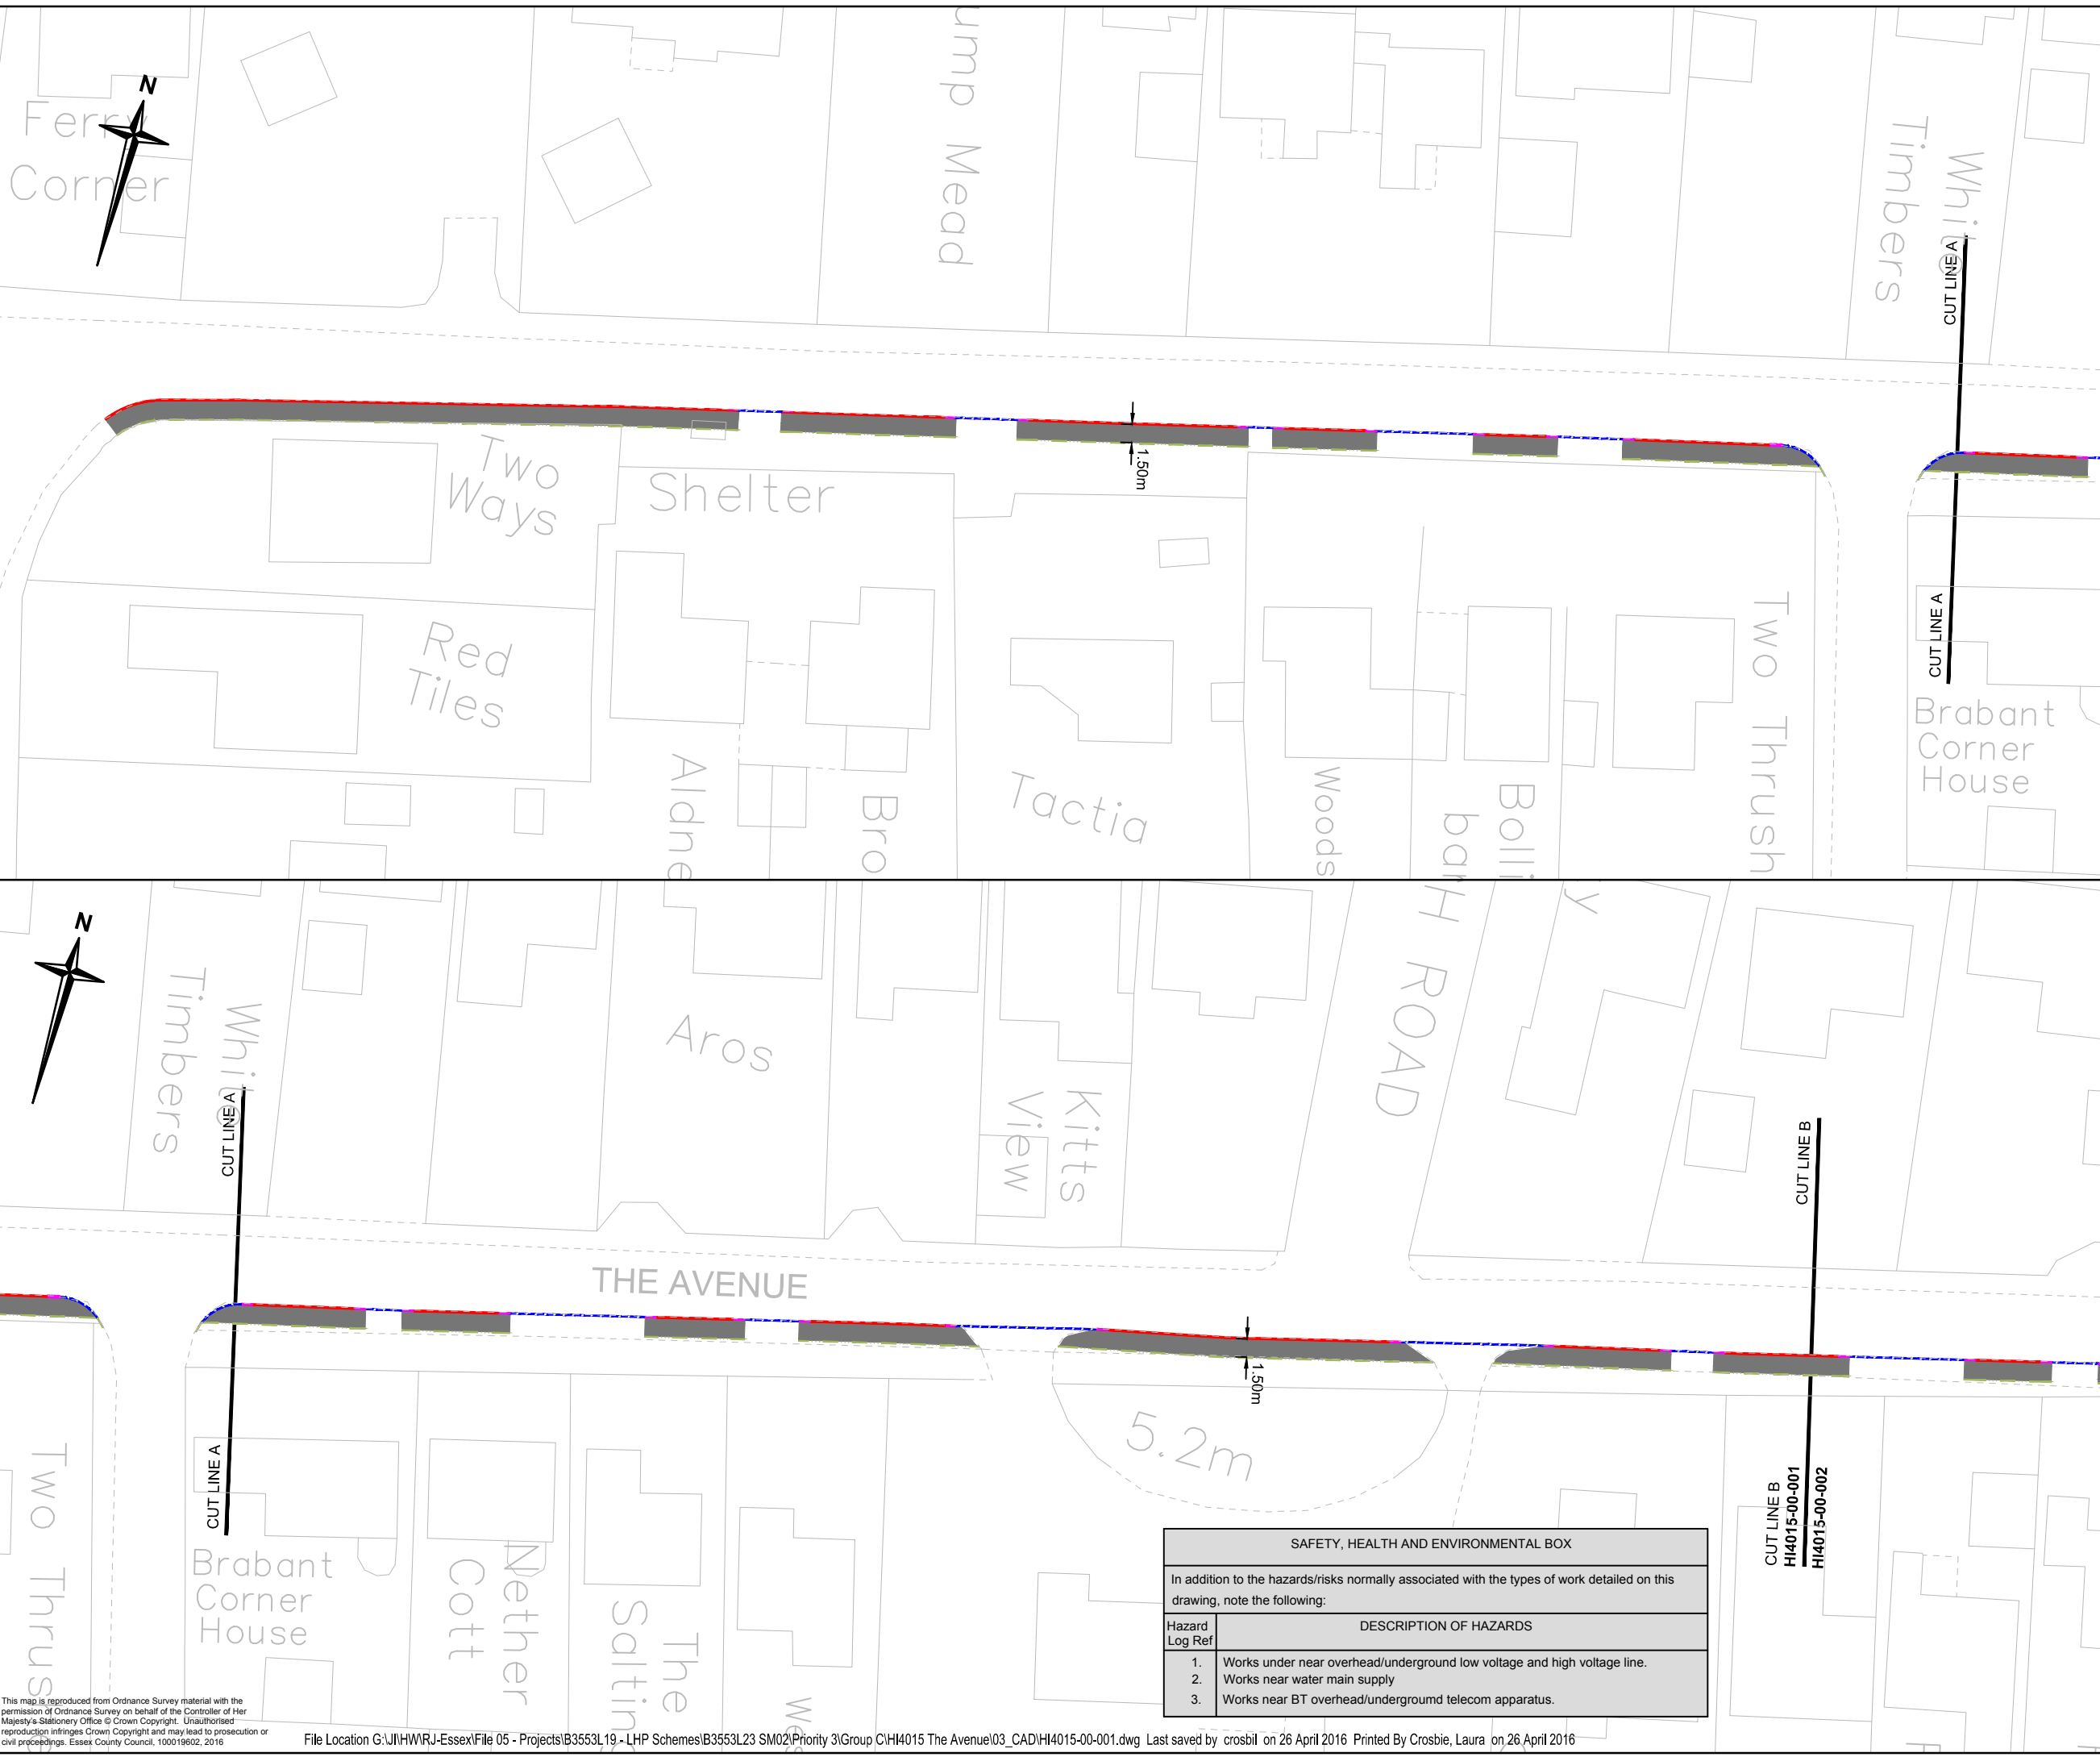 N
Ferry
Corner
ump Mead
White
Timbers
CUT LINE A
1.50m
Two
Ways
Shelter
Red
Tiles
CUT LINE A
Brabant
Corner
House
Aldne
Bro
Tactia
Woods
Bolli
ban
Two Thrush
N
White
Timbers
CUT LINE A
Aros
Kitts
View
H ROAD
y
CUT LINE B
THE AVENUE
1.50m
5.2m
CUT LINE A
Two Thrush
Brabant
Corner
House
Nether
Cott
The
Saltin
Wes
CUT LINE B
HI4015-00-001
HI4015-00-002
SAFETY, HEALTH AND ENVIRONMENTAL BOX
In addition to the hazards/risks normally associated with the types of work detailed on this
drawing, note the following:
Hazard
Log Ref
DESCRIPTION OF HAZARDS
1. Works under near overhead/underground low voltage and high voltage line.
2. Works near water main supply
3. Works near BT overhead/undergroumd telecom apparatus.
This map is reproduced from Ordnance Survey material with the
permission of Ordnance Survey on behalf of the Controller of Her
Majesty's Stationery Office © Crown Copyright. Unauthorised
reproduction infringes Crown Copyright and may lead to prosecution or
civil proceedings. Essex County Council, 100019602, 2016
File Location G:\JI\HW\RJ-Essex\File 05 - Projects\B3553L19 - LHP Schemes\B3553L23 SM02\Priority 3\Group C\HI4015 The Avenue\03_CAD\HI4015-00-001.dwg Last saved by crosbil on 26 April 2016 Printed By Crosbie, Laura on 26 April 2016